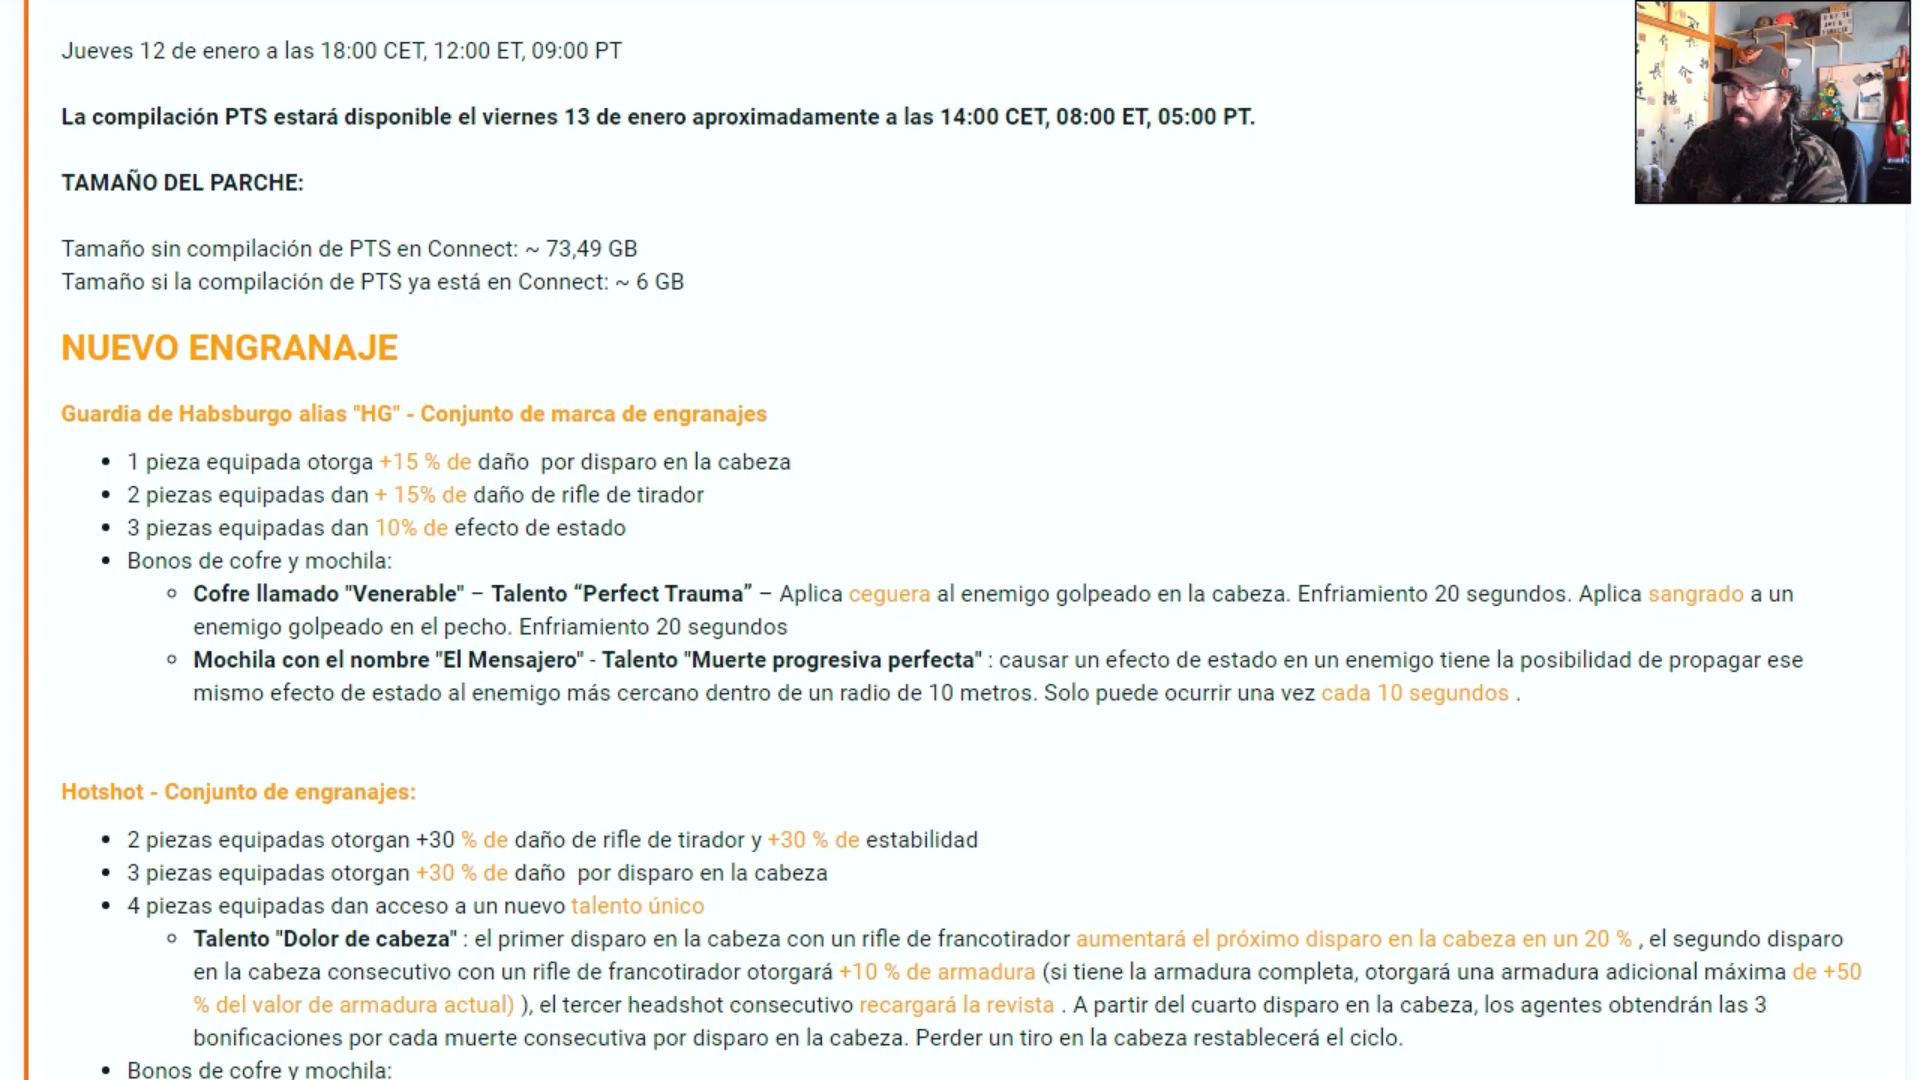 Jueves 12 de enero a las 18:00 CET, 12:00 ET, 09:00 PT
La compilación PTS estará disponible el viernes 13 de enero aproximadamente a las 14:00 CET, 08:00 ET, 05:00 PT.
TAMAÑO DEL PARCHE:
Tamaño sin compilación de PTS en Connect: ~ 73,49 GB
Tamaño si la compilación de PTS ya está en Connect: ~ 6 GB
NUEVO ENGRANAJE
Guardia de Habsburgo alias "HG" - Conjunto de marca de engranajes
• 1 pieza equipada otorga +15 % de daño por disparo en la cabeza
• 2 piezas equipadas dan + 15% de daño de rifle de tirador
• 3 piezas equipadas dan 10% de efecto de estado
• Bonos de cofre y mochila:
◦ Cofre llamado "Venerable" – Talento “Perfect Trauma” – Aplica ceguera al enemigo golpeado en la cabeza. Enfriamiento 20 segundos. Aplica sangrado a un
enemigo golpeado en el pecho. Enfriamiento 20 segundos
◦ Mochila con el nombre "El Mensajero" - Talento "Muerte progresiva perfecta" : causar un efecto de estado en un enemigo tiene la posibilidad de propagar ese
mismo efecto de estado al enemigo más cercano dentro de un radio de 10 metros. Solo puede ocurrir una vez cada 10 segundos .
Hotshot - Conjunto de engranajes:
• 2 piezas equipadas otorgan +30 % de daño de rifle de tirador y +30 % de estabilidad
• 3 piezas equipadas otorgan +30 % de daño por disparo en la cabeza
• 4 piezas equipadas dan acceso a un nuevo talento único
◦ Talento "Dolor de cabeza" : el primer disparo en la cabeza con un rifle de francotirador aumentará el próximo disparo en la cabeza en un 20 % , el segundo disparo
en la cabeza consecutivo con un rifle de francotirador otorgará +10 % de armadura (si tiene la armadura completa, otorgará una armadura adicional máxima de +50
% del valor de armadura actual) ), el tercer headshot consecutivo recargará la revista . A partir del cuarto disparo en la cabeza, los agentes obtendrán las 3
bonificaciones por cada muerte consecutiva por disparo en la cabeza. Perder un tiro en la cabeza restablecerá el ciclo.
• Bonos de cofre y mochila: